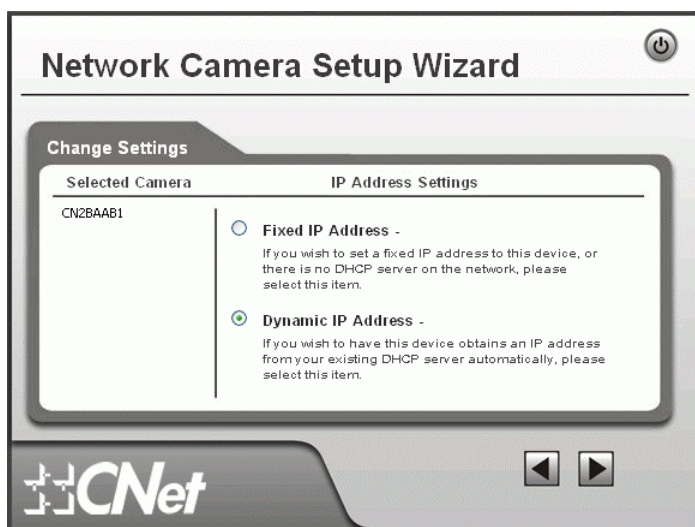 Network Camera Setup Wizard
Change Settings
Selected Camera
IP Address Settings
CN2BAAB1
Fixed IP Address -
If you wish to set a fixed IP address to this device, or
there is no DHCP server on the network, please
select this item.
Dynamic IP Address -
If you wish to have this device obtains an IP address
from your existing DHCP server automatically, please
select this item.
CNet